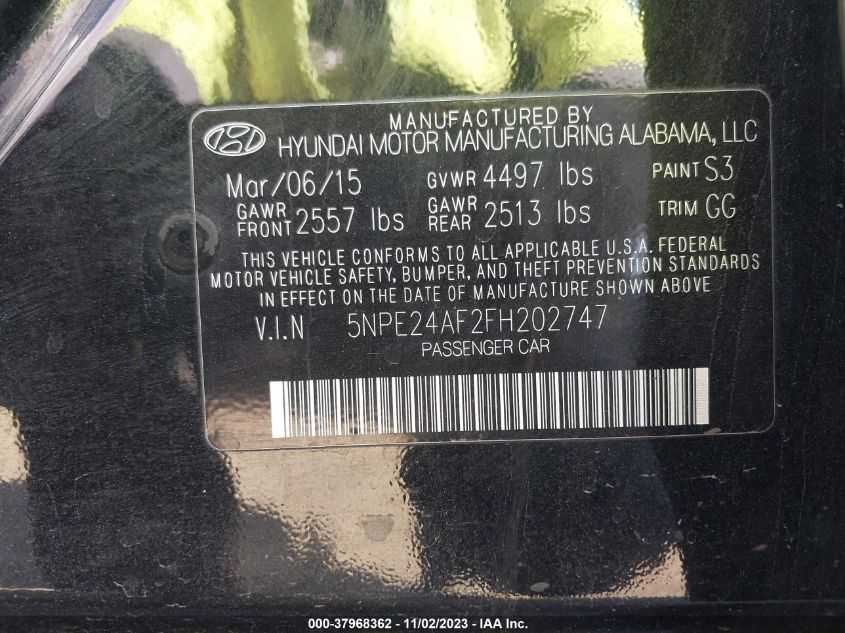 MANUFACTURED BY
HYUNDAI MOTOR MANUFACTURING ALABAMA, LLC
Mar/06/15 GVWR 4497 lbs PAINT S3
GAWR FRONT 2557 lbs GAWR REAR 2513 lbs TRIM GG
THIS VEHICLE CONFORMS TO ALL APPLICABLE U.S.A. FEDERAL
MOTOR VEHICLE SAFETY, BUMPER, AND THEFT PREVENTION STANDARDS
IN EFFECT ON THE DATE OF MANUFACTURE SHOWN ABOVE
V.I.N 5NPE24AF2FH202747
PASSENGER CAR
000-37968362 - 11/02/2023 - IAA Inc.